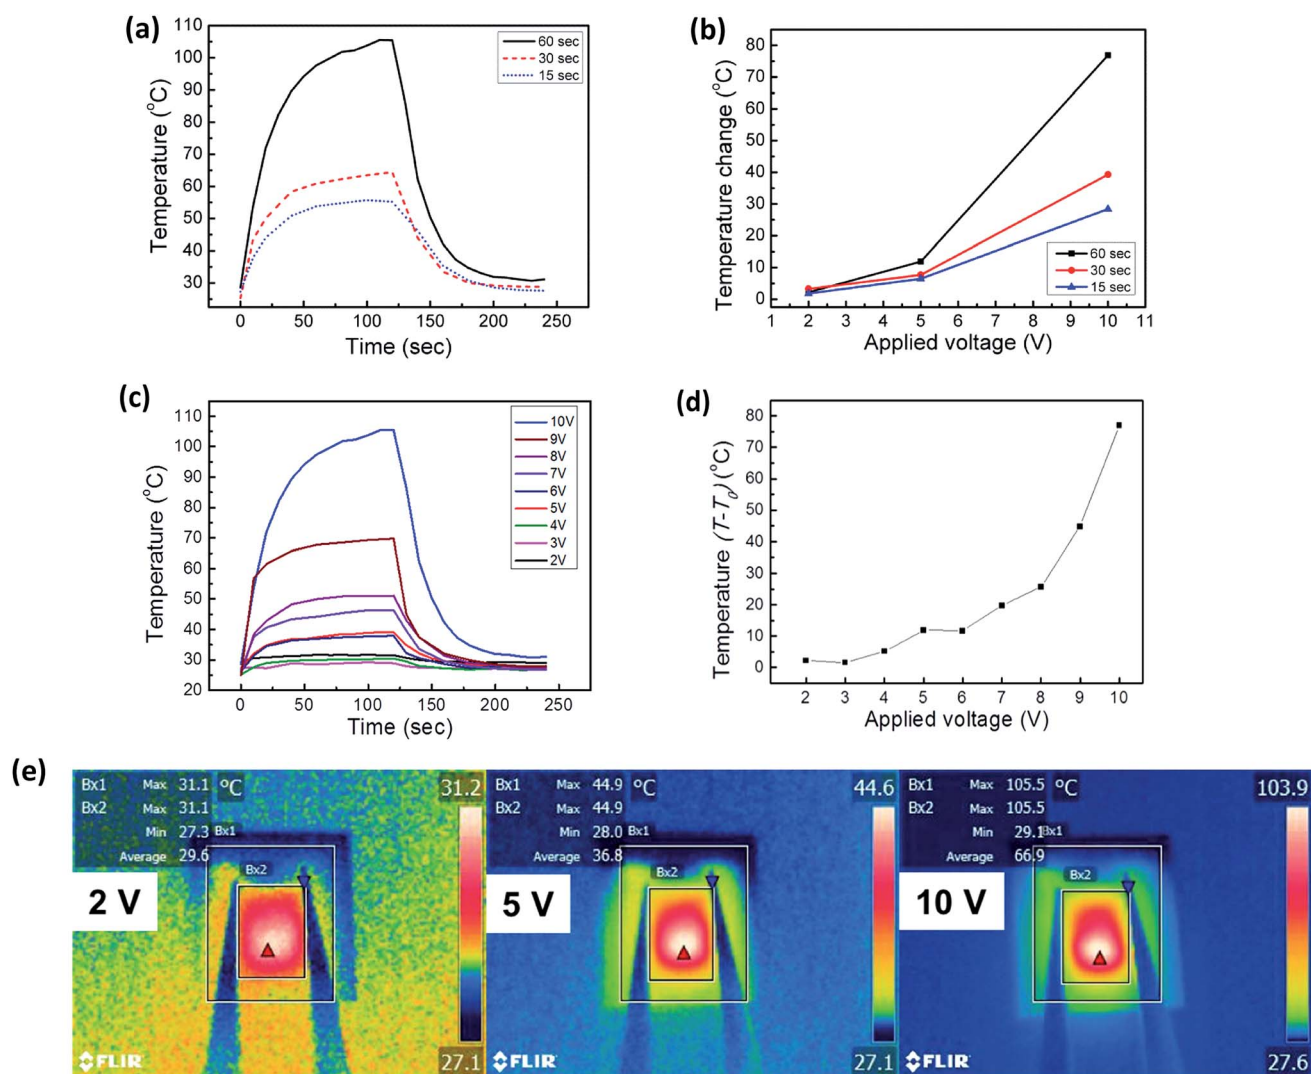 (a)
110
100
90
80
70
60
50
40
30
0 50 100 150 200 250
Temperature (°C)
Time (sec)
60 sec
30 sec
15 sec
(b)
80
70
60
50
40
30
20
10
0
1 2 3 4 5 6 7 8 9 10 11
Temperature change (°C)
Applied voltage (V)
60 sec
30 sec
15 sec
(c)
110
100
90
80
70
60
50
40
30
20
0 50 100 150 200 250
Temperature (°C)
Time (sec)
10V
9V
8V
7V
6V
5V
4V
3V
2V
(d)
80
70
60
50
40
30
20
10
0
2 3 4 5 6 7 8 9 10
Temperature (T-T₀) (°C)
Applied voltage (V)
(e)
Bx1 Max 31.1 °C 31.2
Bx2 Max 31.1
Min 27.3
Bx1
Average 29.6
Bx2
2 V
FLIR 27.1
Bx1 Max 44.9 °C 44.6
Bx2 Max 44.9
Min 28.0
Bx1
Average 36.8
Bx2
5 V
FLIR 27.1
Bx1 Max 105.5 °C 103.9
Bx2 Max 105.5
Min 29.1
Bx1
Average 66.9
Bx2
10 V
FLIR 27.6